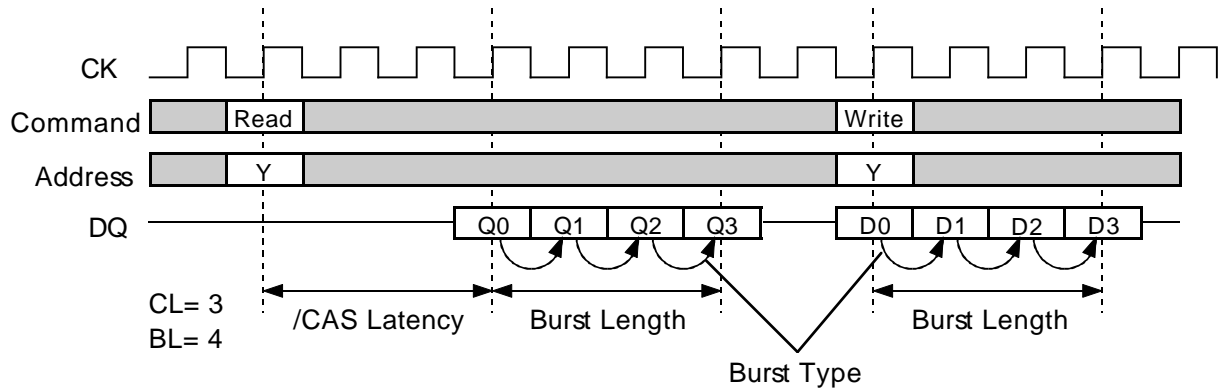 CK
Command Read Write
Address Y Y
DQ Q0 Q1 Q2 Q3 D0 D1 D2 D3
CL= 3 /CAS Latency Burst Length Burst Length
BL= 4
Burst Type